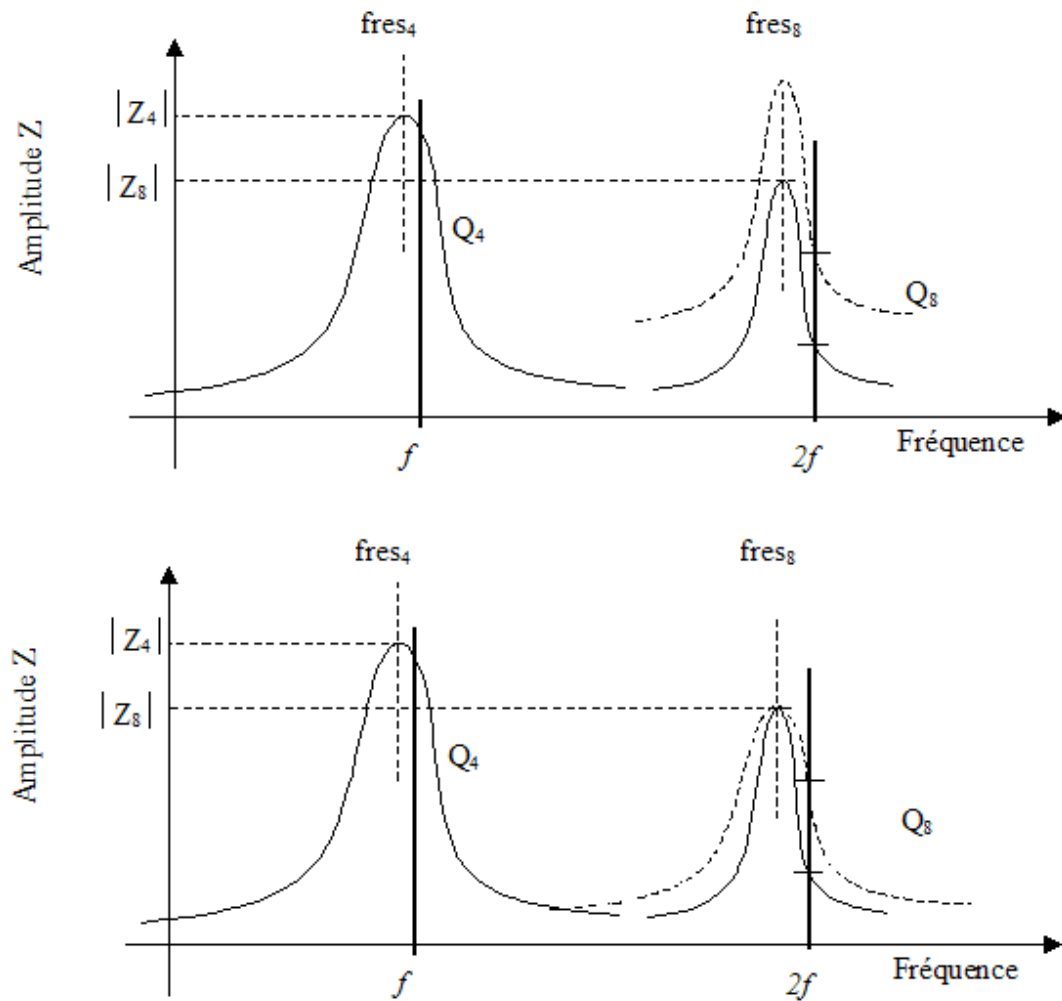 fres₄ fres₈
Amplitude Z
|Z₄|
|Z₈|
Q₄
Q₈
f 2f Fréquence
fres₄ fres₈
Amplitude Z
|Z₄|
|Z₈|
Q₄
Q₈
f 2f Fréquence